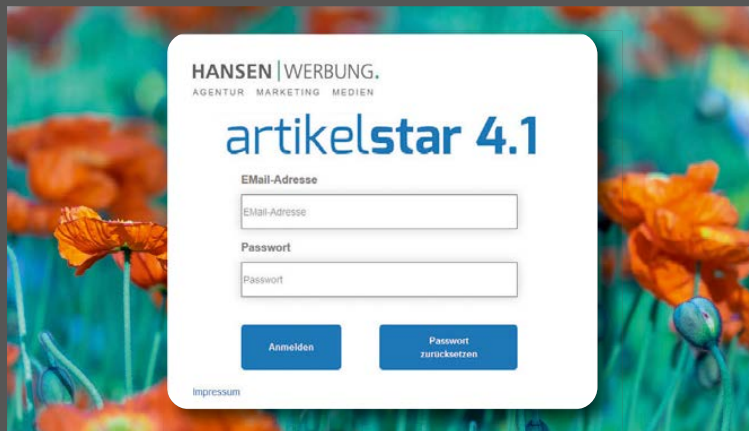 HANSEN|WERBUNG.
AGENTUR MARKETING MEDIEN
artikelstar 4.1
EMail-Adresse
EMail-Adresse
Passwort
Passwort
Anmelden
Passwort
zurücksetzen
Impressum